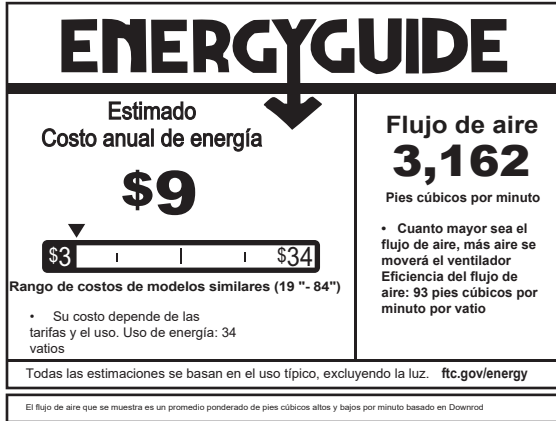 ENERGYGUIDE
Estimado
Costo anual de energía
$9
$3
$34
Rango de costos de modelos similares (19 "- 84")
• Su costo depende de las
tarifas y el uso. Uso de energía: 34
vatios
Flujo de aire
3,162
Pies cúbicos por minuto
• Cuanto mayor sea el
flujo de aire, más aire se
moverá el ventilador
Eficiencia del flujo de
aire: 93 pies cúbicos por
minuto por vatio
Todas las estimaciones se basan en el uso típico, excluyendo la luz. ftc.gov/energy
El flujo de aire que se muestra es un promedio ponderado de pies cúbicos altos y bajos por minuto basado en Downrod